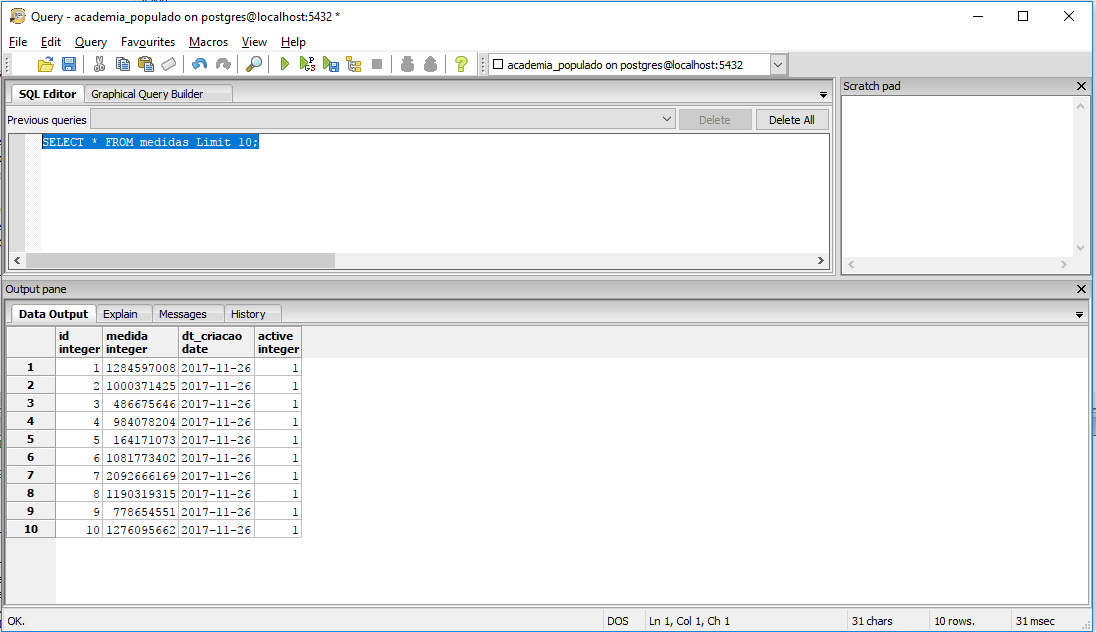 Query - academia_populado on postgres@localhost:5432 *
File Edit Query Favourites Macros View Help
academia_populado on postgres@localhost:5432
SQL Editor Graphical Query Builder
Scratch pad
Previous queries Delete Delete All
SELECT * FROM medidas Limit 10;
Output pane
Data Output Explain Messages History
id medida dt_criacao active
integer integer date integer
1 1 1284597008 2017-11-26 1
2 2 1000371425 2017-11-26 1
3 3 486675646 2017-11-26 1
4 4 984078204 2017-11-26 1
5 5 164171073 2017-11-26 1
6 6 1081773402 2017-11-26 1
7 7 2092666169 2017-11-26 1
8 8 1190319315 2017-11-26 1
9 9 778654551 2017-11-26 1
10 10 1276095662 2017-11-26 1
OK. DOS Ln 1, Col 1, Ch 1 31 chars 10 rows. 31 msec